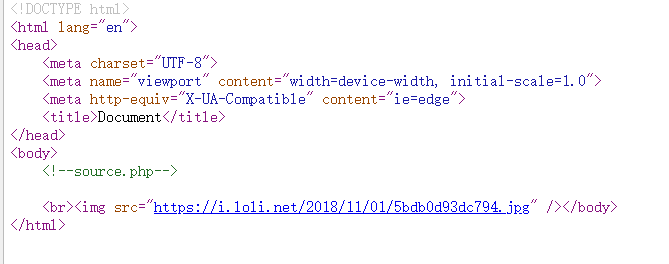 <!DOCTYPE html>
<html lang="en">
<head>
    <meta charset="UTF-8">
    <meta name="viewport" content="width=device-width, initial-scale=1.0">
    <meta http-equiv="X-UA-Compatible" content="ie=edge">
    <title>Document</title>
</head>
<body>
    <!--source.php-->
    <br><img src="https://i.loli.net/2018/11/01/5bdb0d93dc794.jpg" /></body>
</html>